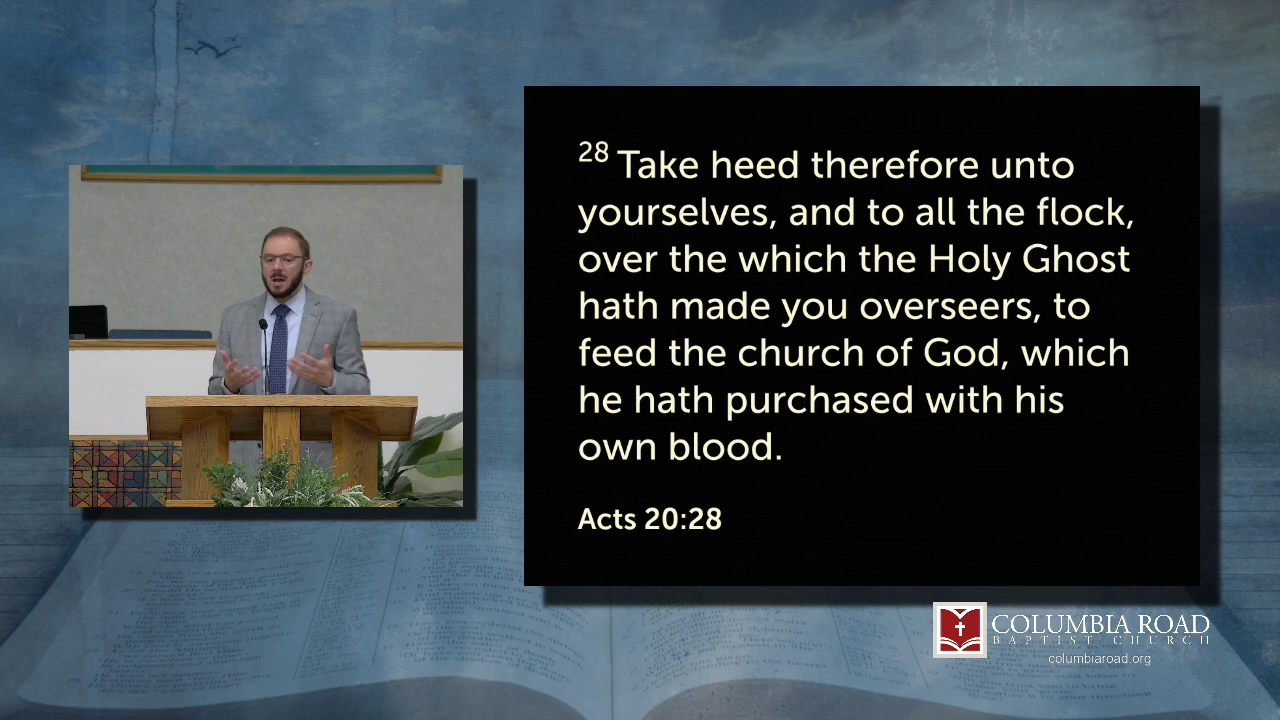 28 Take heed therefore unto
yourselves, and to all the flock,
over the which the Holy Ghost
hath made you overseers, to
feed the church of God, which
he hath purchased with his
own blood.
Acts 20:28
COLUMBIA ROAD
BAPTIST CHURCH
columbiaroad.org